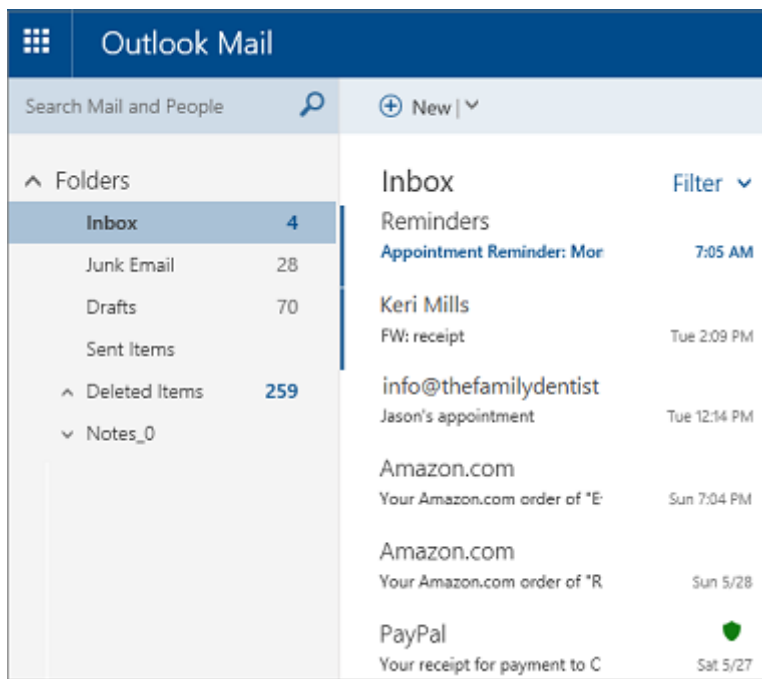 Outlook Mail
Search Mail and People
New
Folders
Inbox 4
Junk Email 28
Drafts 70
Sent Items
Deleted Items 259
Notes_0
Inbox Filter
Reminders
Appointment Reminder: Mor 7:05 AM
Keri Mills
FW: receipt Tue 2:09 PM
info@thefamilydentist
Jason's appointment Tue 12:14 PM
Amazon.com
Your Amazon.com order of "E Sun 7:04 PM
Amazon.com
Your Amazon.com order of "R Sun 5/28
PayPal
Your receipt for payment to C Sat 5/27